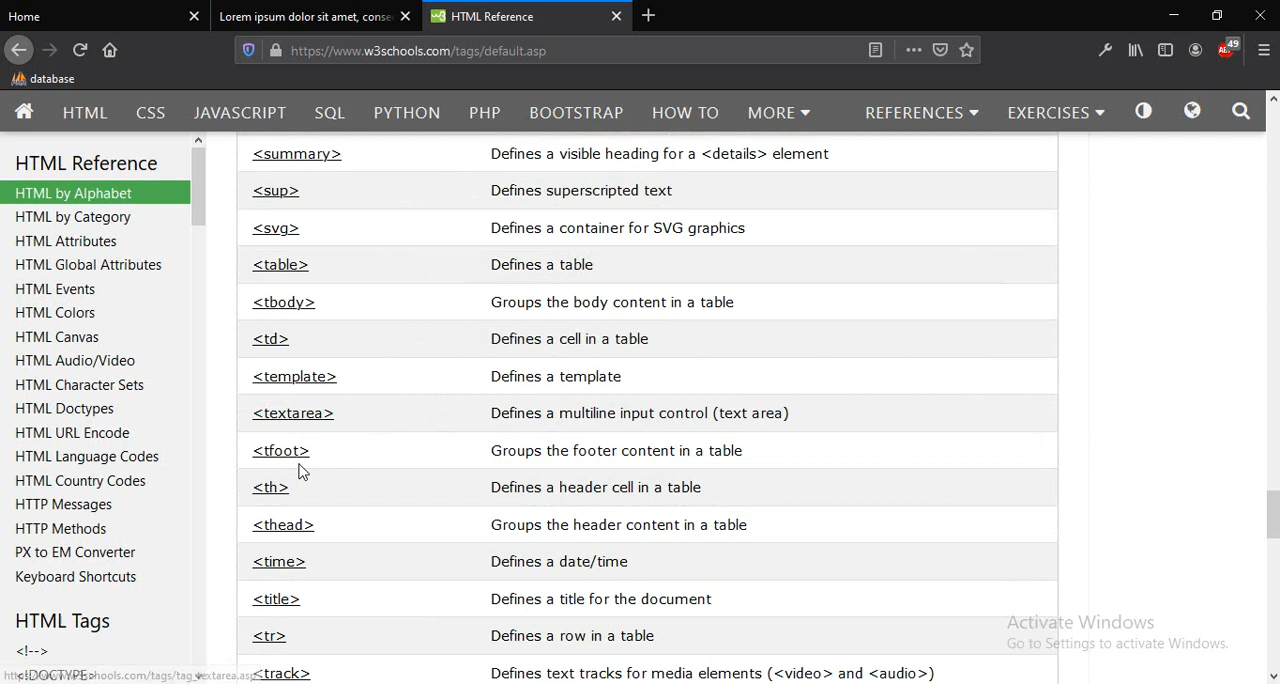 Home
Lorem ipsum dolor sit amet, conse
HTML Reference
https://www.w3schools.com/tags/default.asp
49
database
HTML CSS JAVASCRIPT SQL PYTHON PHP BOOTSTRAP HOW TO MORE REFERENCES EXERCISES
HTML Reference
HTML by Alphabet
HTML by Category
HTML Attributes
HTML Global Attributes
HTML Events
HTML Colors
HTML Canvas
HTML Audio/Video
HTML Character Sets
HTML Doctypes
HTML URL Encode
HTML Language Codes
HTML Country Codes
HTTP Messages
HTTP Methods
PX to EM Converter
Keyboard Shortcuts
HTML Tags
<!-->
<!DOCTYPE>
<summary> Defines a visible heading for a <details> element
<sup> Defines superscripted text
<svg> Defines a container for SVG graphics
<table> Defines a table
<tbody> Groups the body content in a table
<td> Defines a cell in a table
<template> Defines a template
<textarea> Defines a multiline input control (text area)
<tfoot> Groups the footer content in a table
<th> Defines a header cell in a table
<thead> Groups the header content in a table
<time> Defines a date/time
<title> Defines a title for the document
<tr> Defines a row in a table
<track> Defines text tracks for media elements (<video> and <audio>)
Activate Windows
Go to Settings to activate Windows.